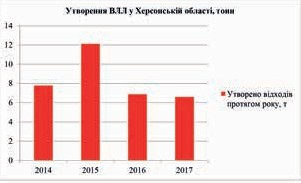 Утворення ВЛЛ у Херсонській області, тони
14
12
10
8
6
4
2
0
2014 2015 2016 2017
Утворено відходів
протягом року, т